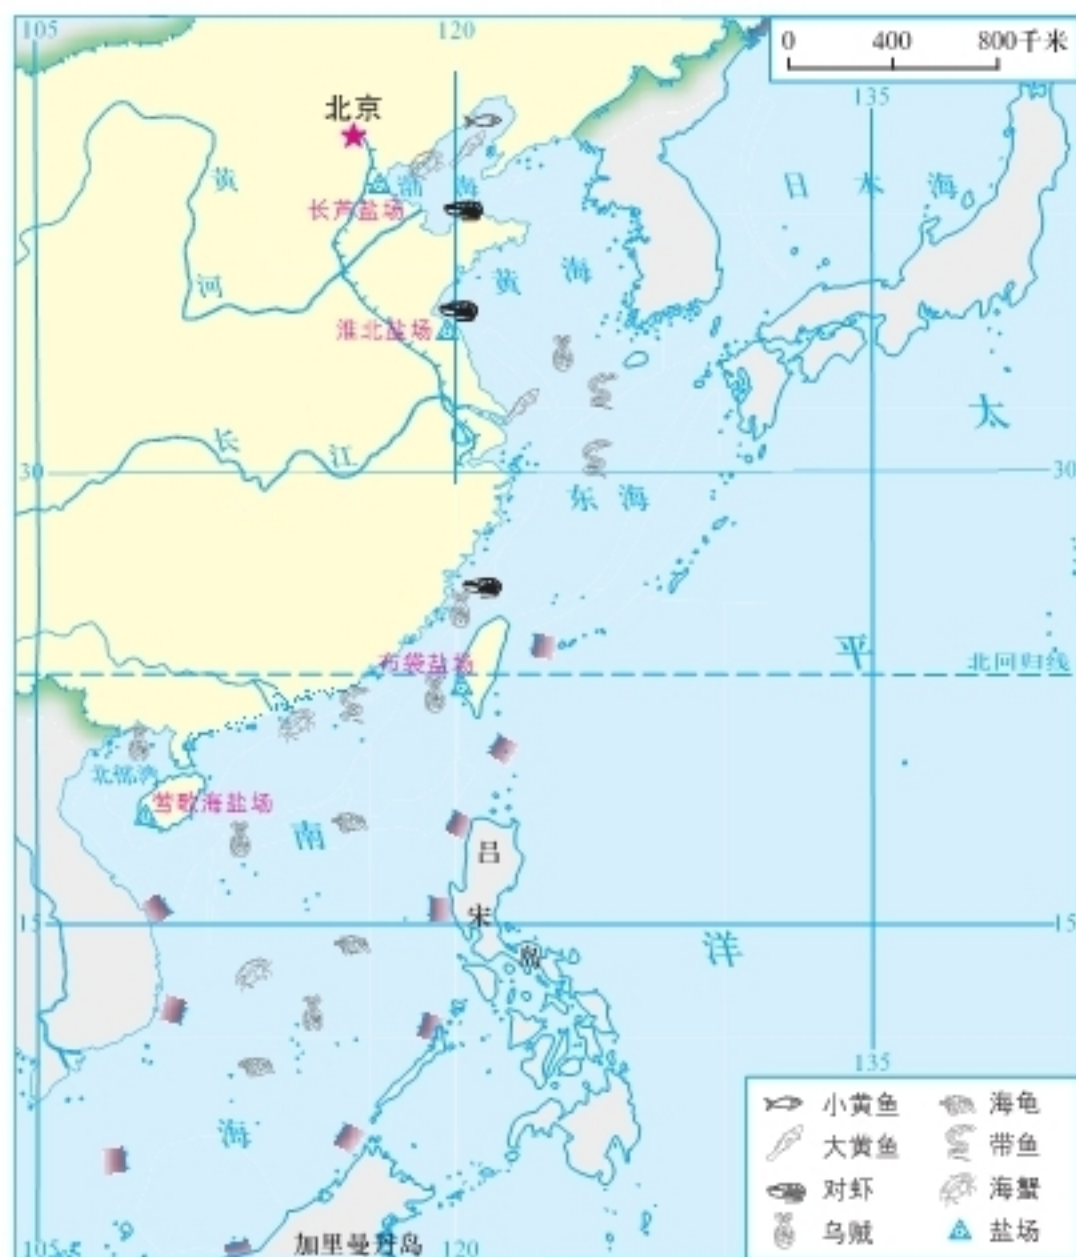 105
120
0 400 800千米
135
北京
黄
河
渤 海
长芦盐场
日 本 海
黄 海
淮北盐场
太
长 江
30
30
东 海
平
布袋盐场
北回归线
北部湾
莺歌海盐场
南
吕
宋
岛
15
15
洋
海
135
小黄鱼
海龟
大黄鱼
带鱼
对虾
海蟹
乌贼
盐场
105
加里曼丹岛
120